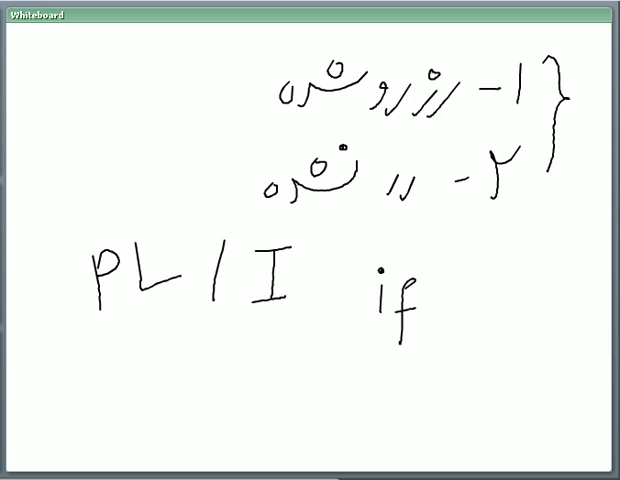 Whiteboard
۱- رزرو شده
۲- // نشده
PL/I if